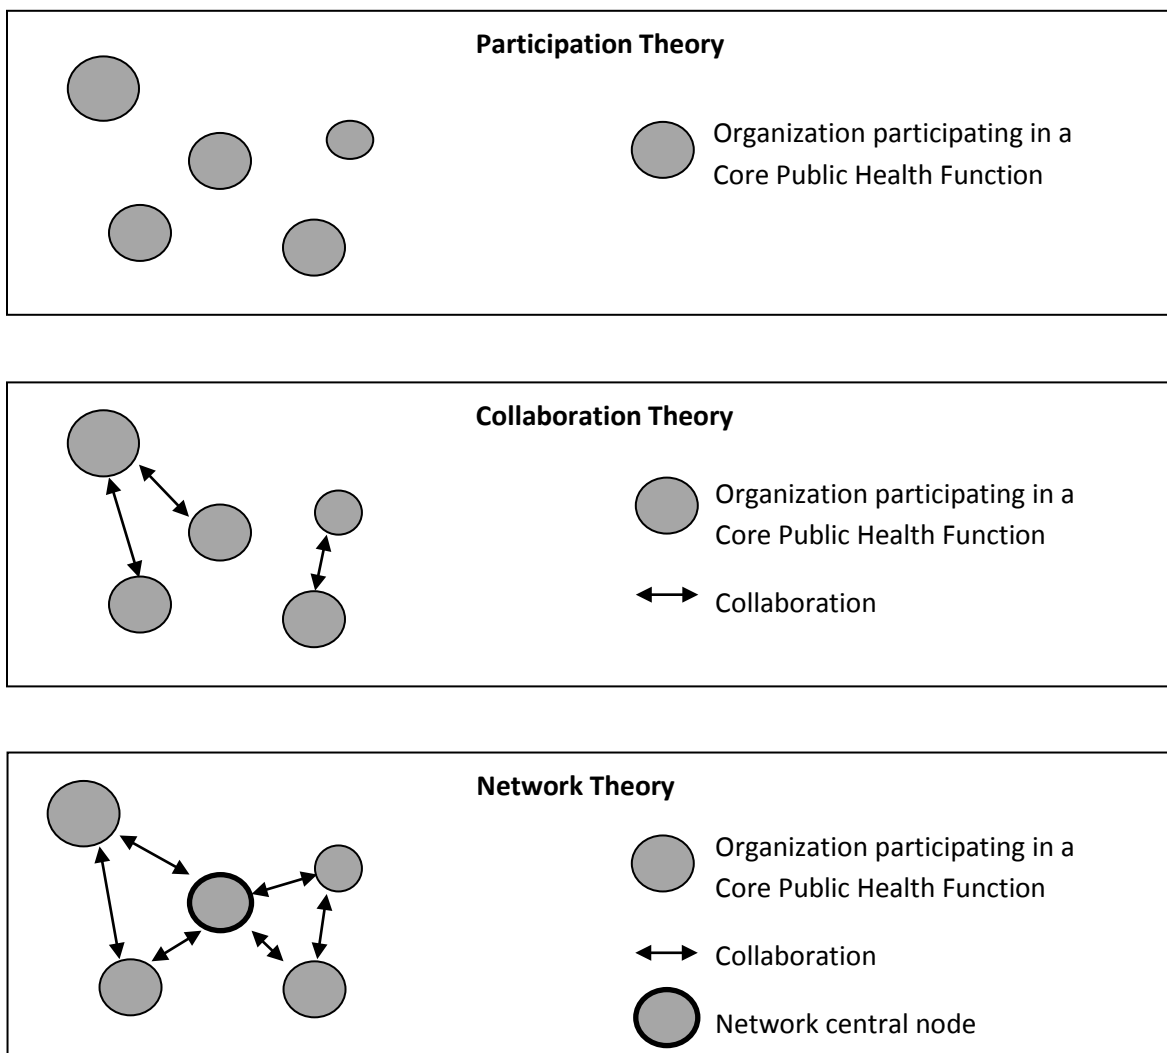 Participation Theory
Organization participating in a
Core Public Health Function
Collaboration Theory
Organization participating in a
Core Public Health Function
Collaboration
Network Theory
Organization participating in a
Core Public Health Function
Collaboration
Network central node